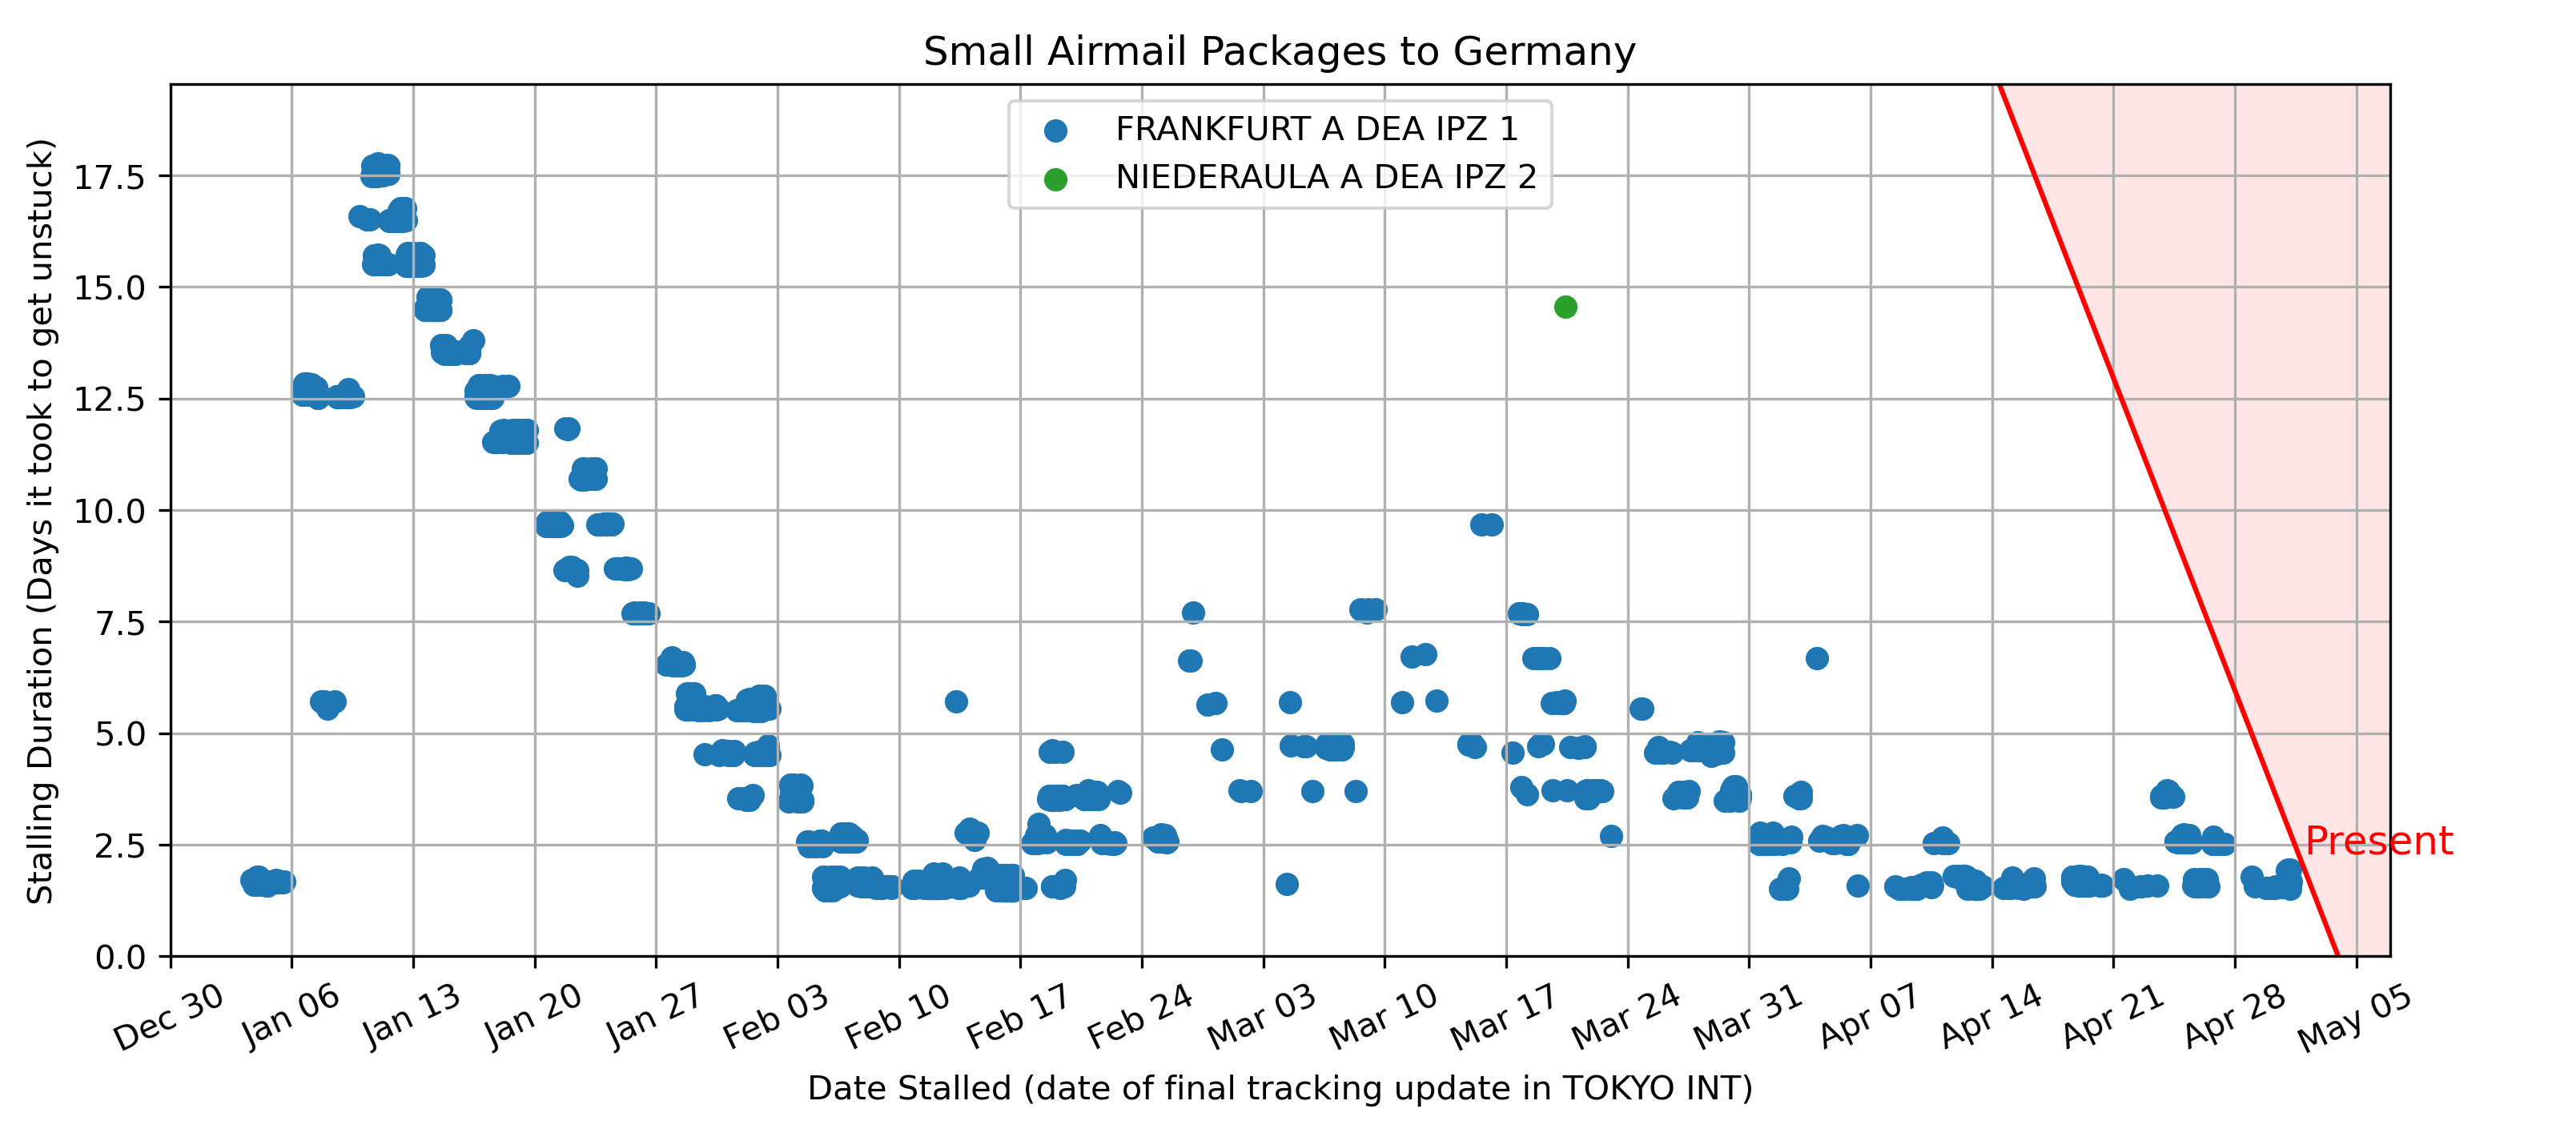 Small Airmail Packages to Germany
FRANKFURT A DEA IPZ 1
NIEDERAULA A DEA IPZ 2
Stalling Duration (Days it took to get unstuck)
17.5
15.0
12.5
10.0
7.5
5.0
2.5
0.0
Present
Dec 30
Jan 06
Jan 13
Jan 20
Jan 27
Feb 03
Feb 10
Feb 17
Feb 24
Mar 03
Mar 10
Mar 17
Mar 24
Mar 31
Apr 07
Apr 14
Apr 21
Apr 28
May 05
Date Stalled (date of final tracking update in TOKYO INT)